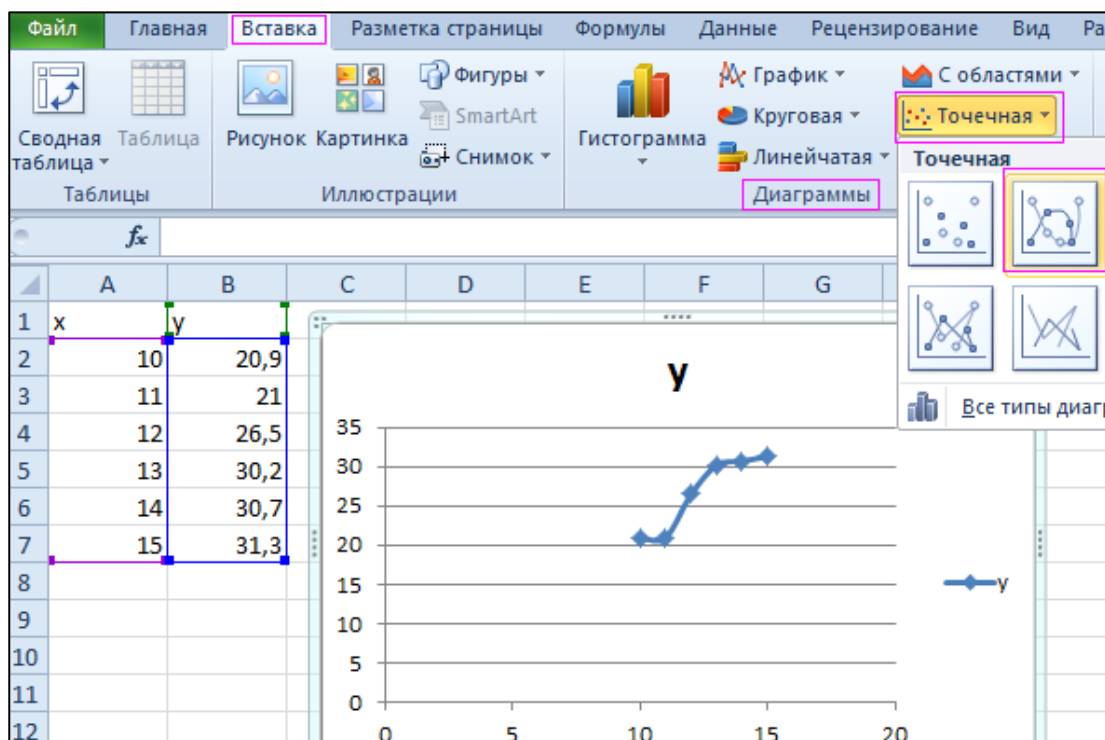 Файл Главная Вставка Разметка страницы Формулы Данные Рецензирование Вид
Фигуры График С областями
SmartArt Круговая Точечная
Сводная таблица Таблица Рисунок Картинка Снимок Гистограмма Линейчатая Точечная
Таблицы Иллюстрации Диаграммы
fx
Все типы
A B C D E F G
1 x y
2 10 20,9
3 11 21
4 12 26,5
5 13 30,2
6 14 30,7
7 15 31,3
8
9
10
11
12
y
35
30
25
20
15
10
5
0
0 5 10 15 20
y